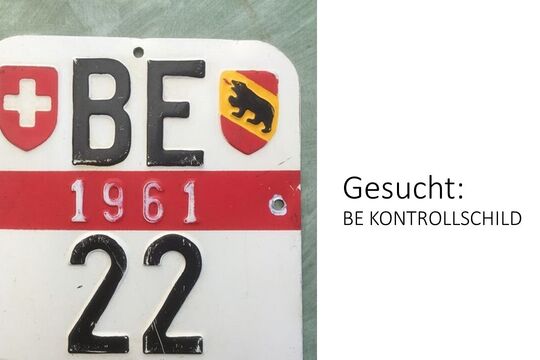 BE
1961
22
Gesucht:
BE KONTROLLSCHILD